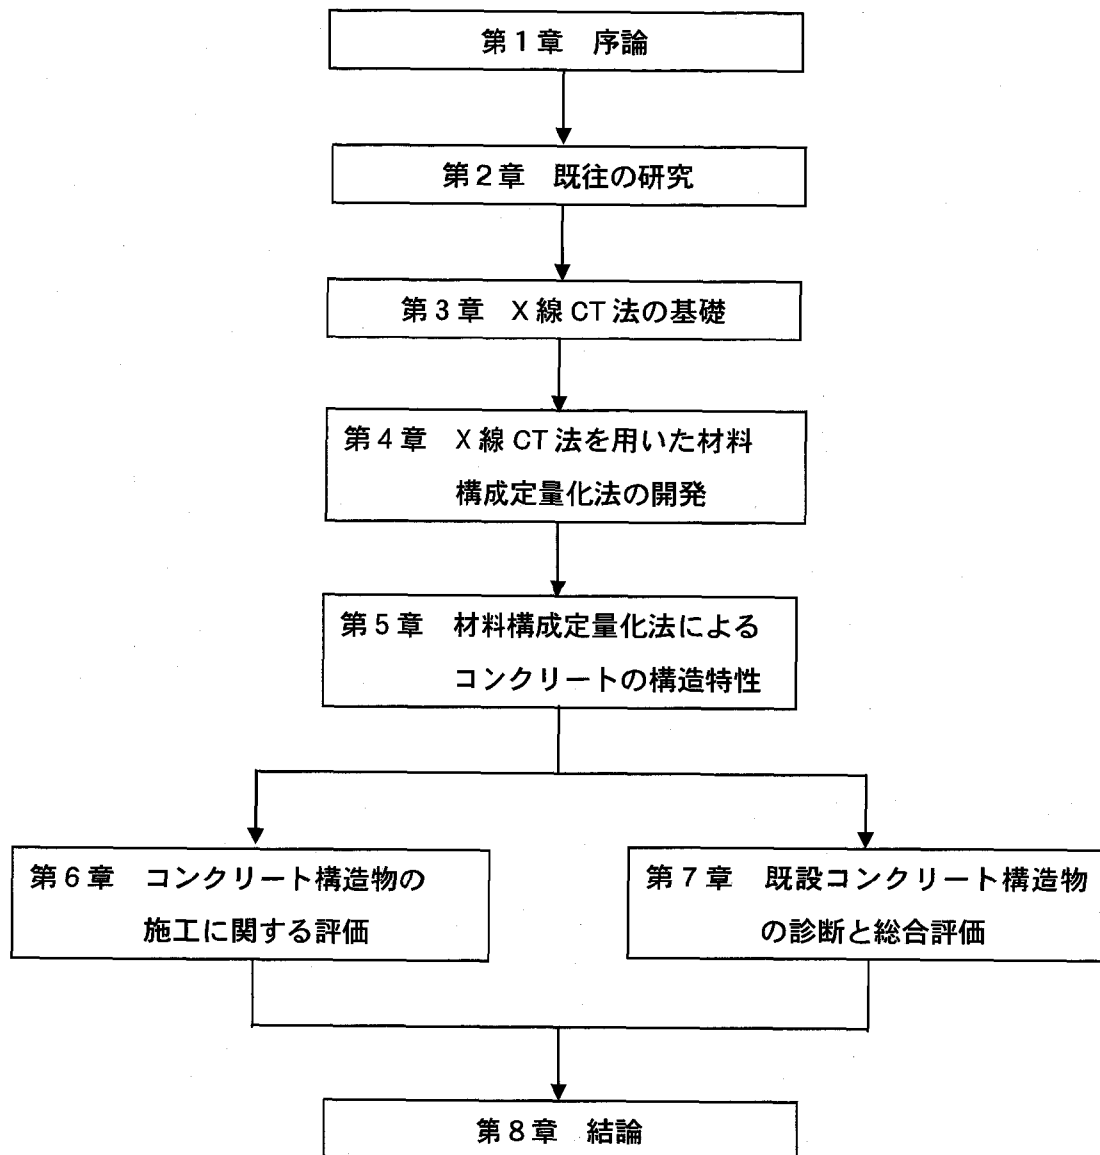 第1章 序論
第2章 既往の研究
第3章 X線CT法の基礎
第4章 X線CT法を用いた材料
構成定量化法の開発
第5章 材料構成定量化法による
コンクリートの構造特性
第6章 コンクリート構造物の
施工に関する評価
第7章 既設コンクリート構造物
の診断と総合評価
第8章 結論